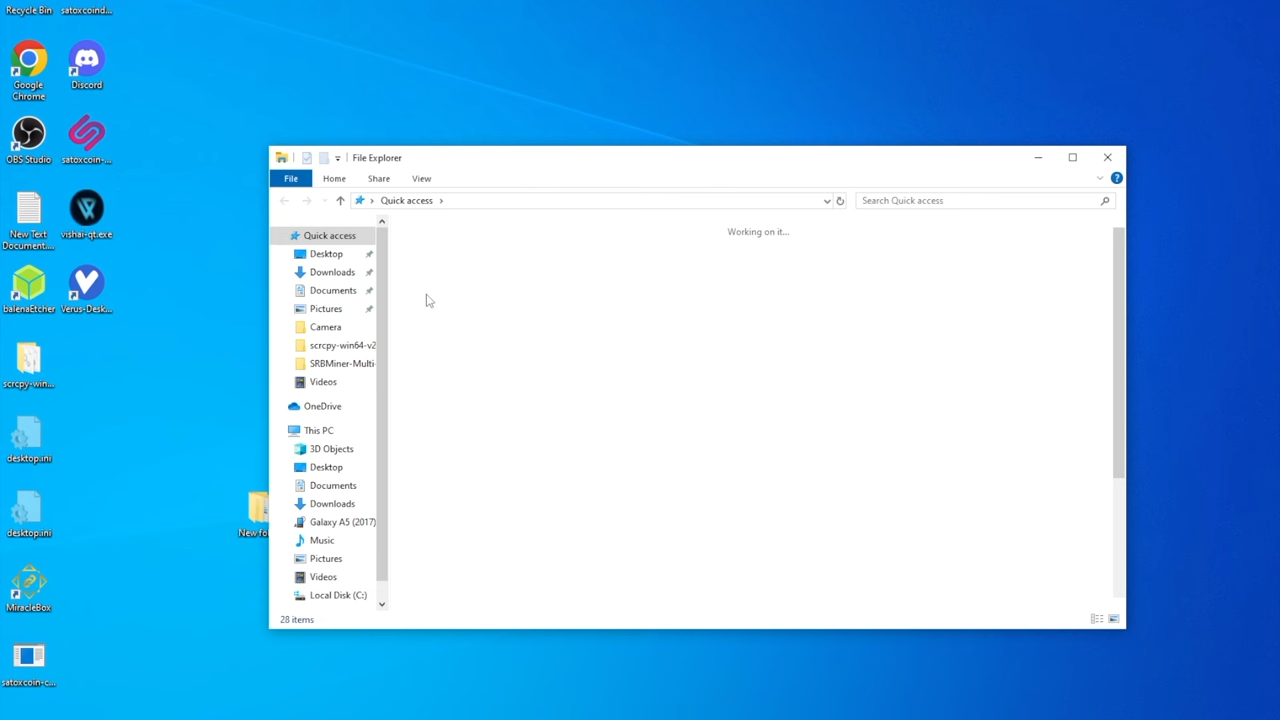 Recycle Bin
satoxcoind...
Google
Chrome
Discord
OBS Studio
satoxcoin-...
New Text
Document....
vishai-qt.exe
balenaEtcher
Verus-Desk...
scrcpy-win...
desktop.ini
desktop.ini
MiracleBox
satoxcoin-c...
New fo
File Explorer
File
Home
Share
View
Quick access
Search Quick access
Working on it...
Quick access
Desktop
Downloads
Documents
Pictures
Camera
scrcpy-win64-v2
SRBMiner-Multi-
Videos
OneDrive
This PC
3D Objects
Desktop
Documents
Downloads
Galaxy A5 (2017)
Music
Pictures
Videos
Local Disk (C:)
28 items